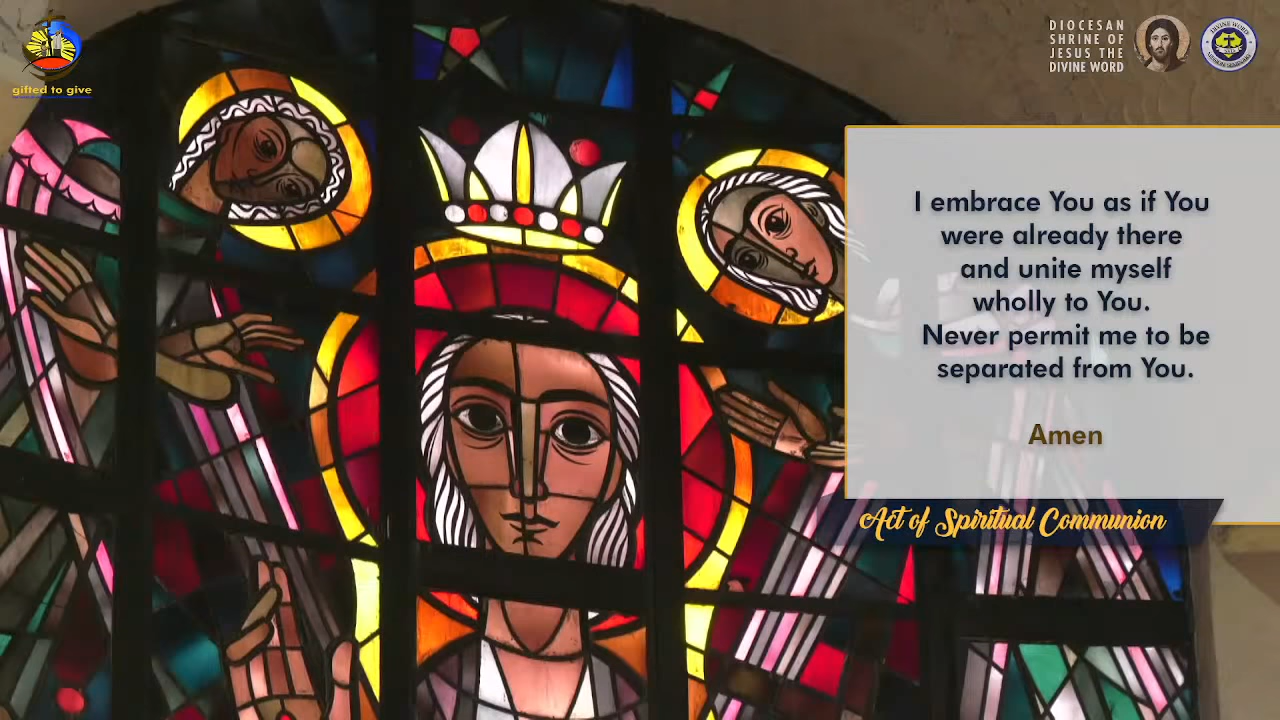 gifted to give
DIOCESAN
SHRINE OF
JESUS THE
DIVINE WORD
I embrace You as if You
were already there
and unite myself
wholly to You.
Never permit me to be
separated from You.
Amen
Act of Spiritual Communion